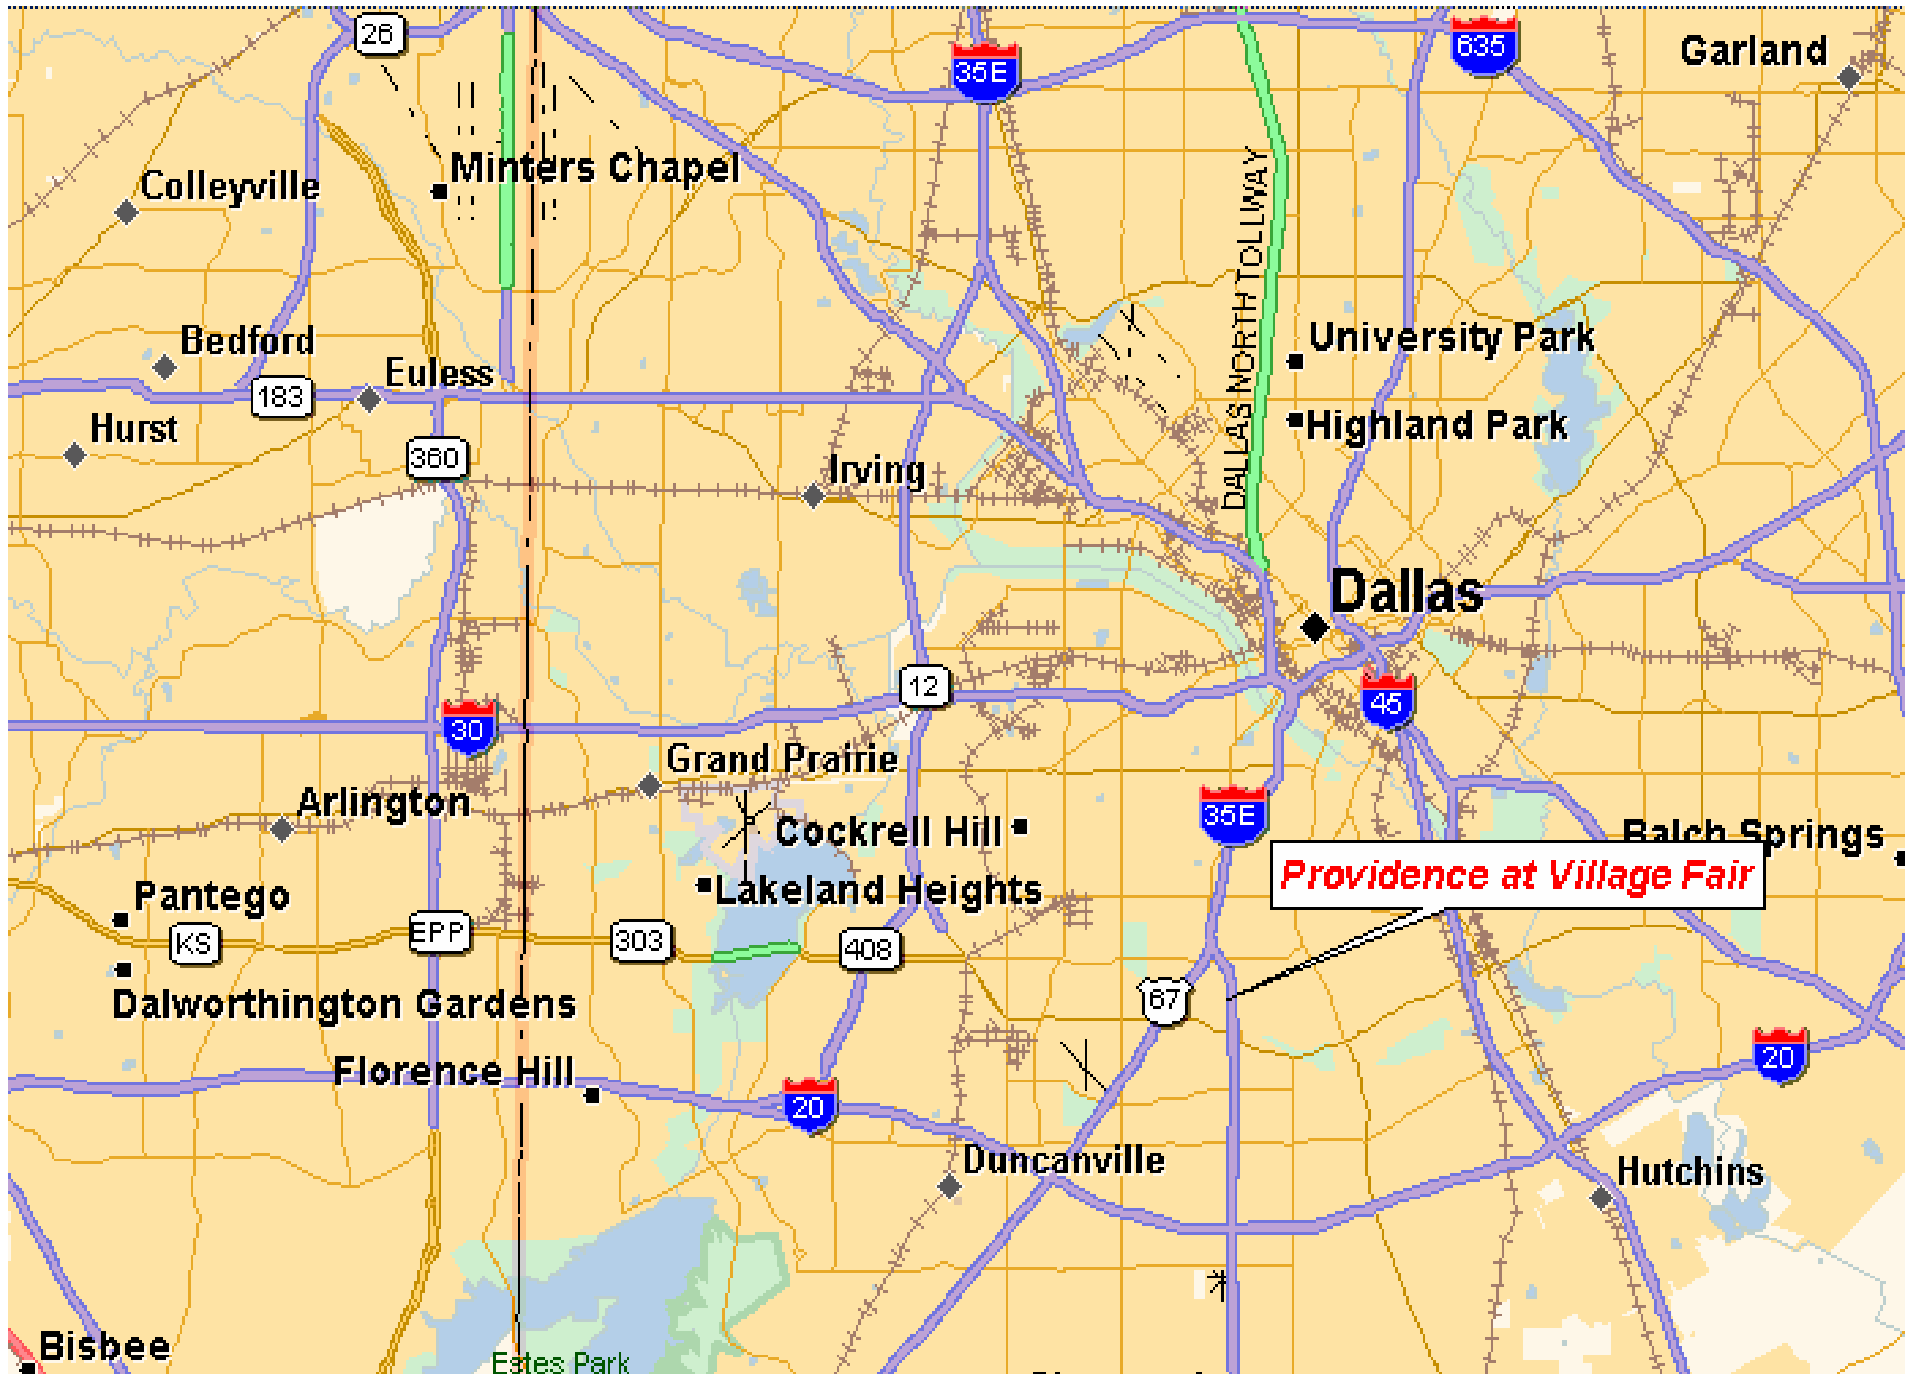 26
35E
635
Garland
Minters Chapel
Colleyville
DALLAS NORTH TOLLWAY
Bedford
University Park
Euless
183
Hurst
Highland Park
360
Irving
Dallas
12
45
30
Grand Prairie
Arlington
35E
Cockrell Hill
Balch Springs
Providence at Village Fair
Pantego
Lakeland Heights
KS
EPP
303
408
67
Dalworthington Gardens
Florence Hill
20
20
Duncanville
Hutchins
Bisbee
Estes Park